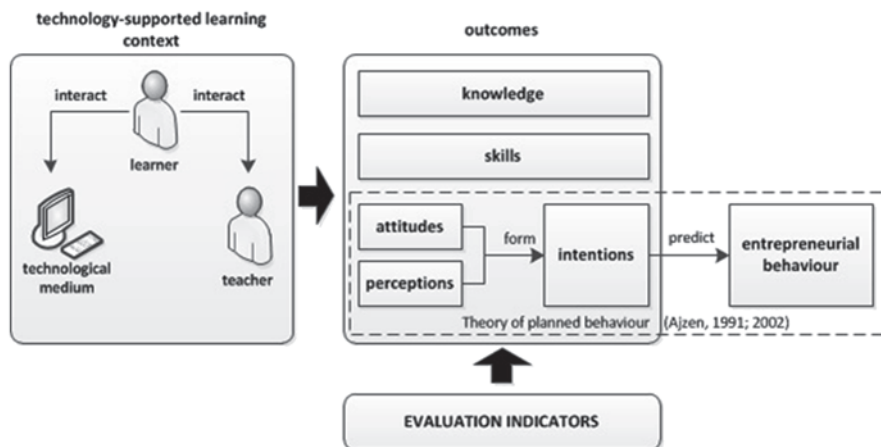 technology-supported learning
context
interact
interact
learner
technological
medium
teacher
outcomes
knowledge
skills
attitudes
perceptions
form
intentions
predict
entrepreneurial
behaviour
Theory of planned behaviour (Ajzen, 1991; 2002)
EVALUATION INDICATORS